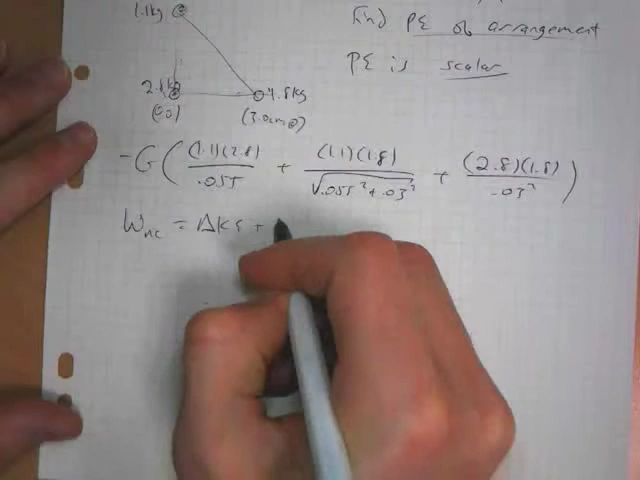 1.1kg
Find PE of arrangement
PE is scalar
2.8kg
1.8kg
(0,0)
(3.0cm, 0)
-G( (1.1)(2.8)/.055 + (1.1)(1.8)/√.055²+.03² + (2.8)(1.8)/.03² )
Wnc = ΔKE +